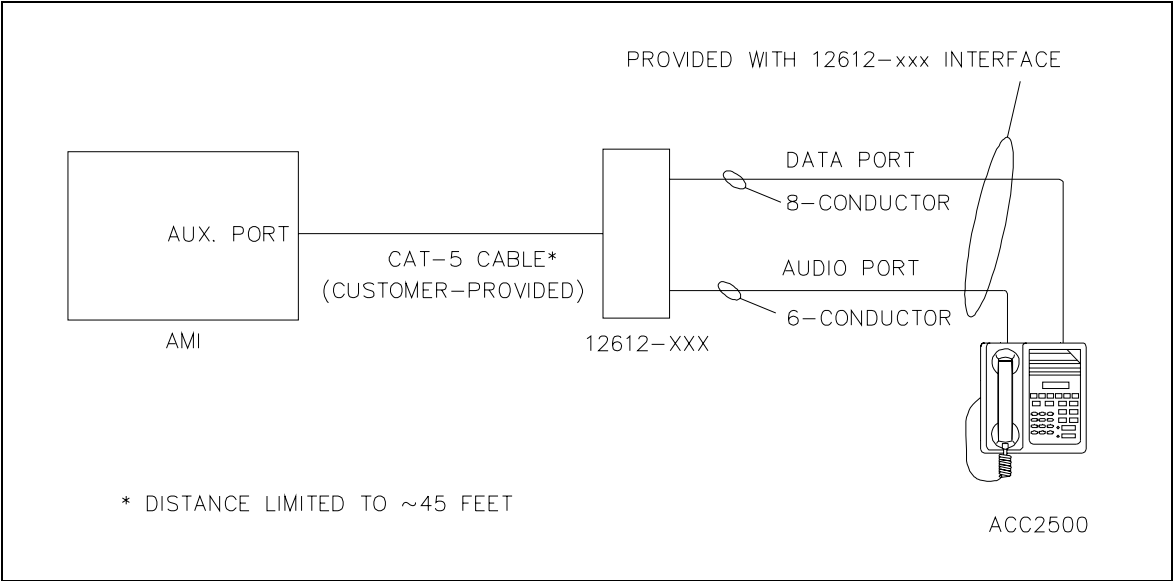 PROVIDED WITH 12612-xxx INTERFACE
DATA PORT
8-CONDUCTOR
AUX. PORT
CAT-5 CABLE*
(CUSTOMER-PROVIDED)
AUDIO PORT
6-CONDUCTOR
AMI
12612-XXX
* DISTANCE LIMITED TO ~45 FEET
ACC2500